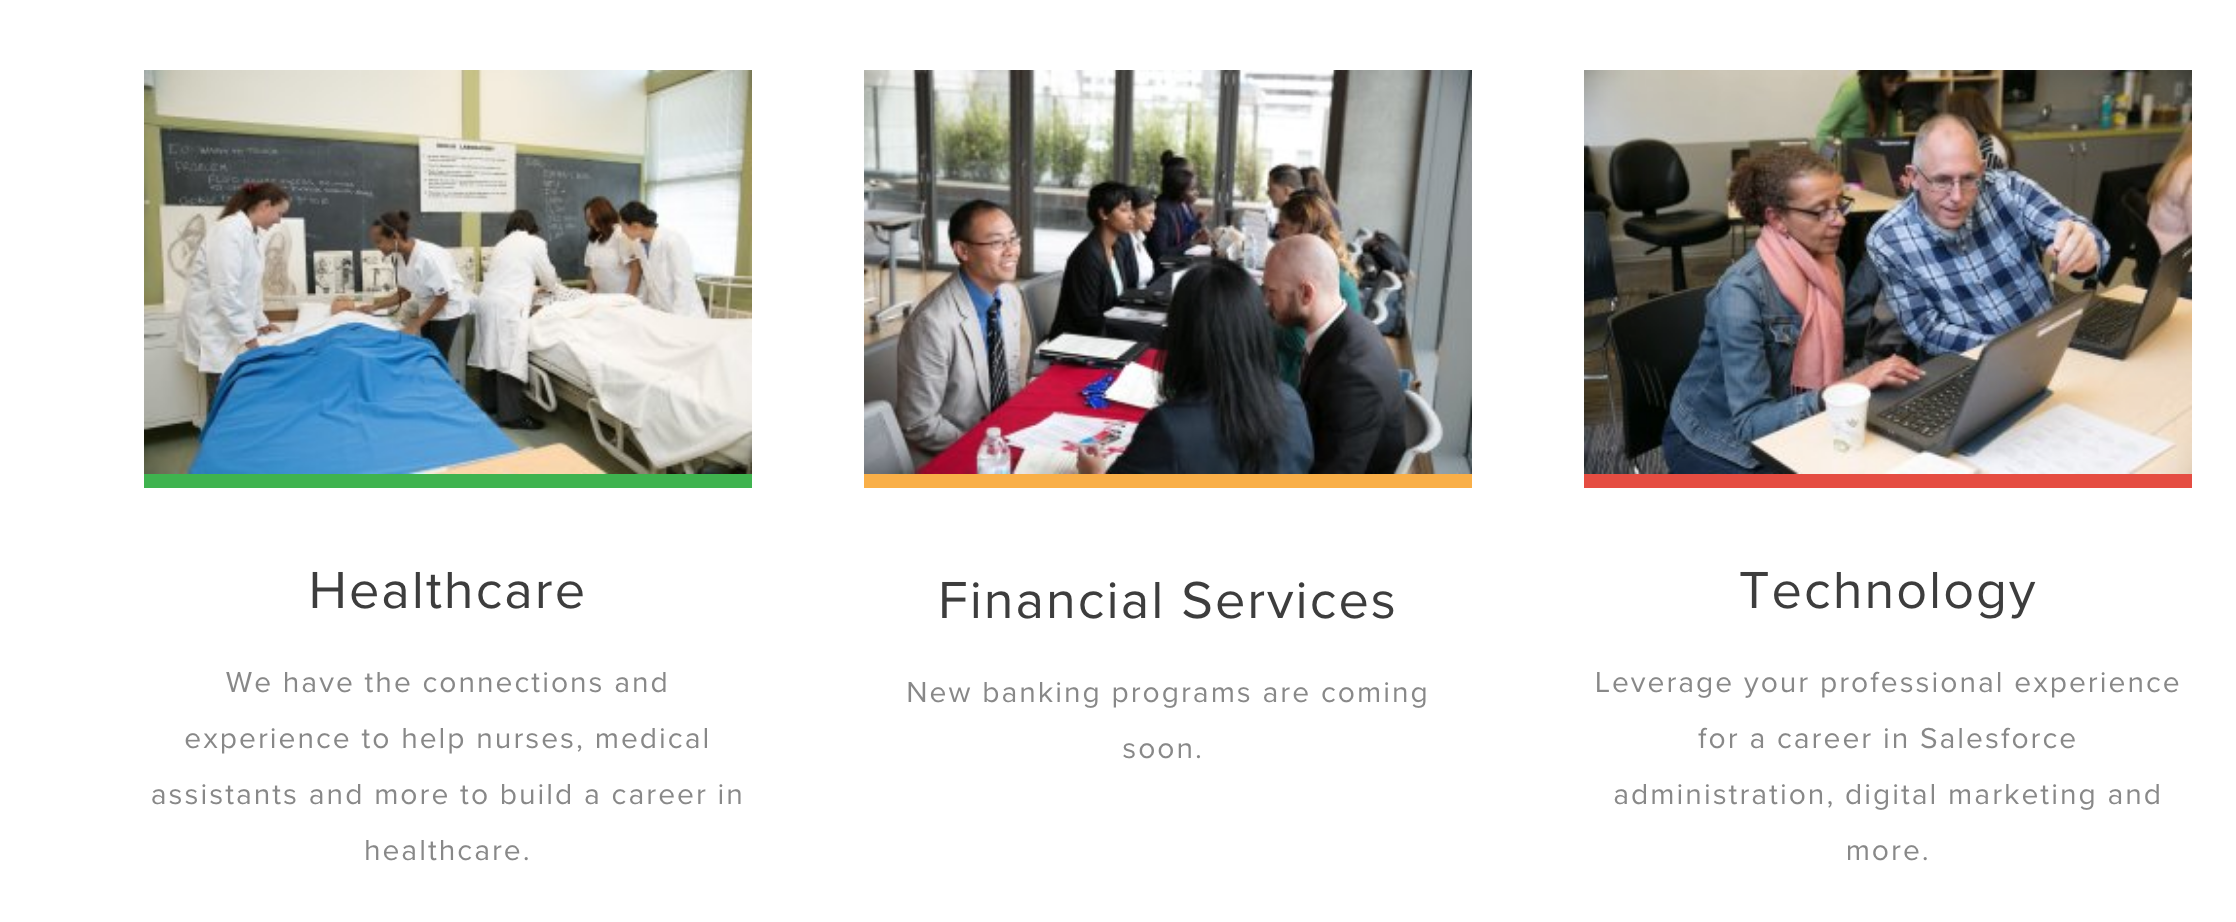 Healthcare
We have the connections and
experience to help nurses, medical
assistants and more to build a career in
healthcare.
Financial Services
New banking programs are coming
soon.
Technology
Leverage your professional experience
for a career in Salesforce
administration, digital marketing and
more.